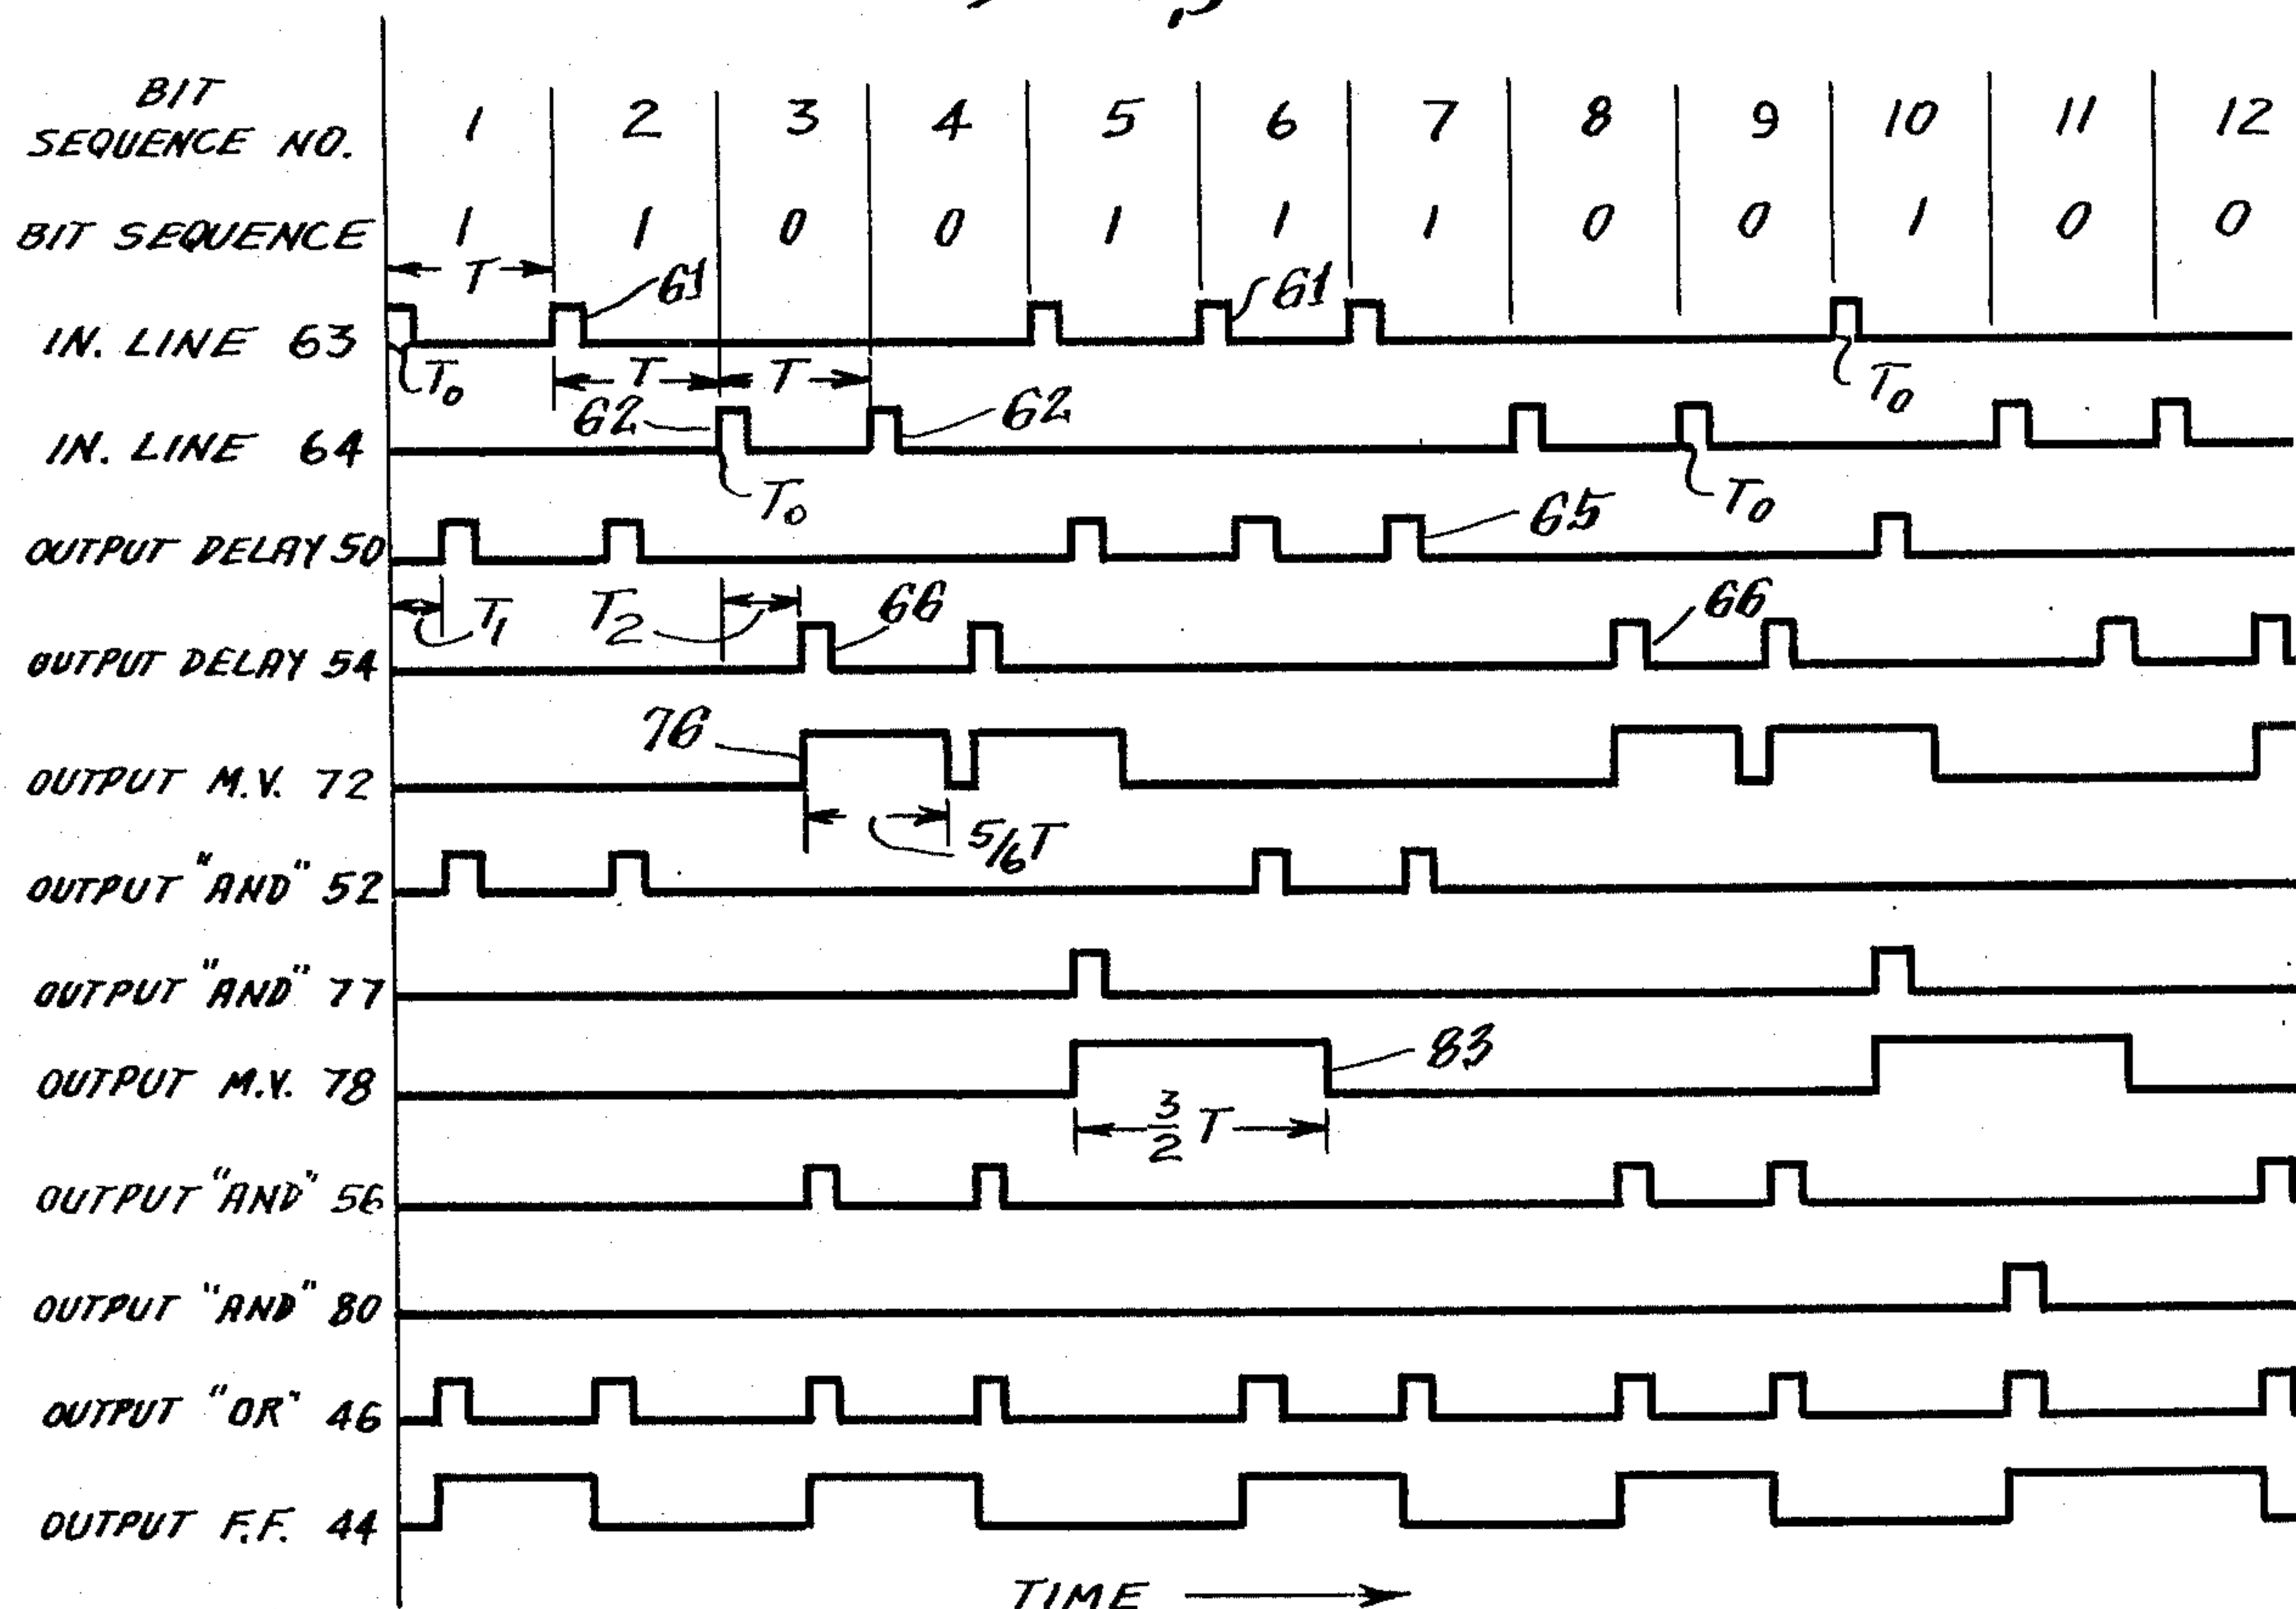 BIT
SEQUENCE NO. 1 2 3 4 5 6 7 8 9 10 11 12
BIT SEQUENCE 1 1 0 0 1 1 1 0 0 1 0 0
T 61 61
IN. LINE 63
T₀ T T T₀
62 62
IN. LINE 64
T₀ T₀
65
OUTPUT DELAY 50
T₁ T₂ 66 66
OUTPUT DELAY 54
76
OUTPUT M.V. 72
5/6T
OUTPUT "AND" 52
OUTPUT "AND" 77
83
OUTPUT M.V. 78
3/2 T
OUTPUT "AND" 56
OUTPUT "AND" 80
OUTPUT "OR" 46
OUTPUT F.F. 44
TIME